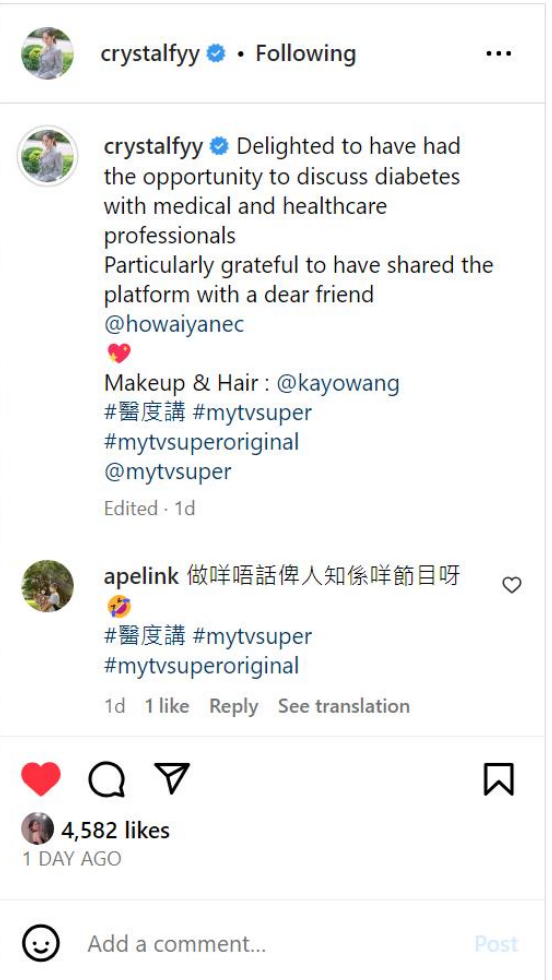 crystalfyy • Following
crystalfyy Delighted to have had
the opportunity to discuss diabetes
with medical and healthcare
professionals
Particularly grateful to have shared the
platform with a dear friend
@howaiyanec
💖
Makeup & Hair : @kayowang
#醫度講 #mytvsuper
#mytvsuperoriginal
@mytvsuper
Edited · 1d
apelink 做咩唔話俾人知係咩節目呀
🤣
#醫度講 #mytvsuper
#mytvsuperoriginal
1d 1 like Reply See translation
4,582 likes
1 DAY AGO
Add a comment... Post